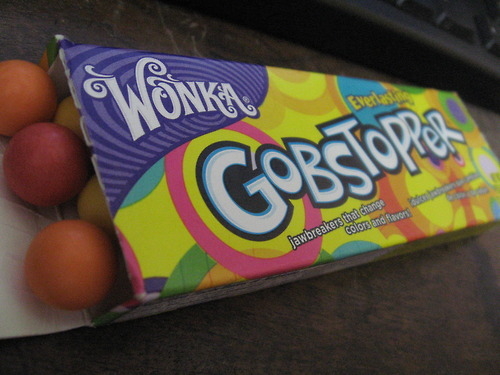 WONKA
Everlasting
GOBSTOPPER
jawbreakers that change
colors and flavors!